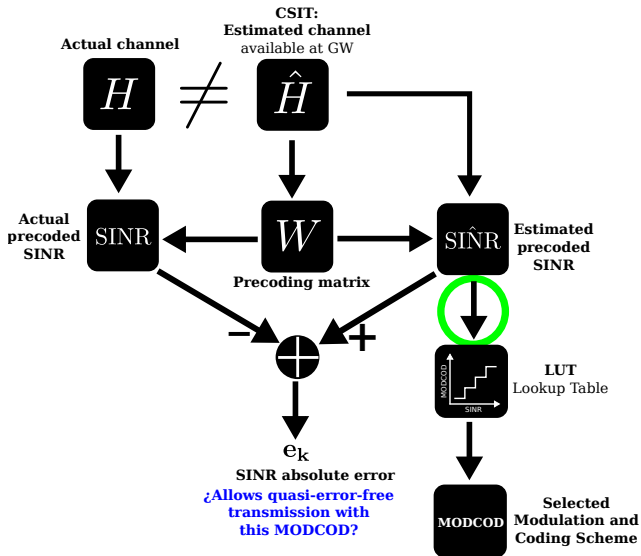 CSIT:
Actual channel
Estimated channel
available at GW
H
≠
Ĥ
Actual
precoded
SINR
SINR
W
Precoding matrix
SIN̂R
Estimated
precoded
SINR
−
+
MODCOD
SINR
LUT
Lookup Table
e_k
SINR absolute error
¿Allows quasi-error-free
transmission with
this MODCOD?
MODCOD
Selected
Modulation and
Coding Scheme